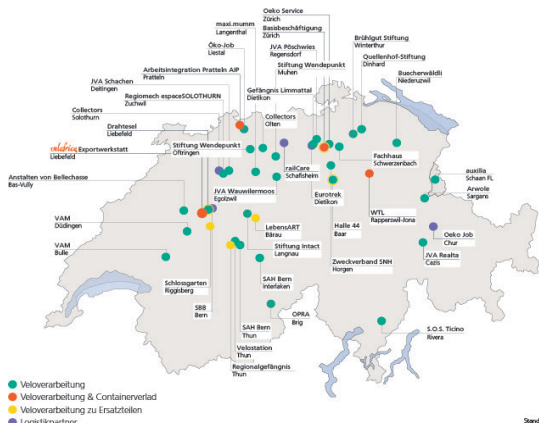 Oeko Service
Zürich
maxi.mumm
Langenthal
Basisbeschäftigung
Zürich
Brühlgut Stiftung
Winterthur
Öko-Job
Liestal
JVA Pöschwies
Regensdorf
Quellenhof-Stiftung
Dinhard
Arbeitsintegration Pratteln AIP
Pratteln
Stiftung Wendepunkt
Muhen
Buecherwäldli
Niederuzwil
JVA Schachen
Deitingen
Regiomech espaceSOLOTHURN
Zuchwil
Gefängnis Limmattal
Dietikon
Collectors
Solothurn
Collectors
Olten
Drahtesel
Liebefeld
velafrica Exportwerkstatt
Liebefeld
Stiftung Wendepunkt
Oftringen
railCare
Schafisheim
Fachhaus
Schwerzenbach
auxilia
Schaan FL
Anstalten von Bellechasse
Bas-Vully
JVA Wauwilermoos
Egolzwil
Eurotrek
Dietikon
Arwole
Sargans
VAM
Düdingen
LebensART
Bärau
Halle 44
Baar
WTL
Rapperswil-Jona
Oeko Job
Chur
VAM
Bulle
Stiftung Intact
Langnau
Zweckverband SNH
Horgen
JVA Realta
Cazis
Schlossgarten
Riggisberg
SAH Bern
Interlaken
SBB
Bern
OPRA
Brig
SAH Bern
Thun
S.O.S. Ticino
Rivera
Velostation
Thun
Regionalgefängnis
Thun
Veloverarbeitung
Veloverarbeitung & Containerverlad
Veloverarbeitung zu Ersatzteilen
Logistikpartner
Stand